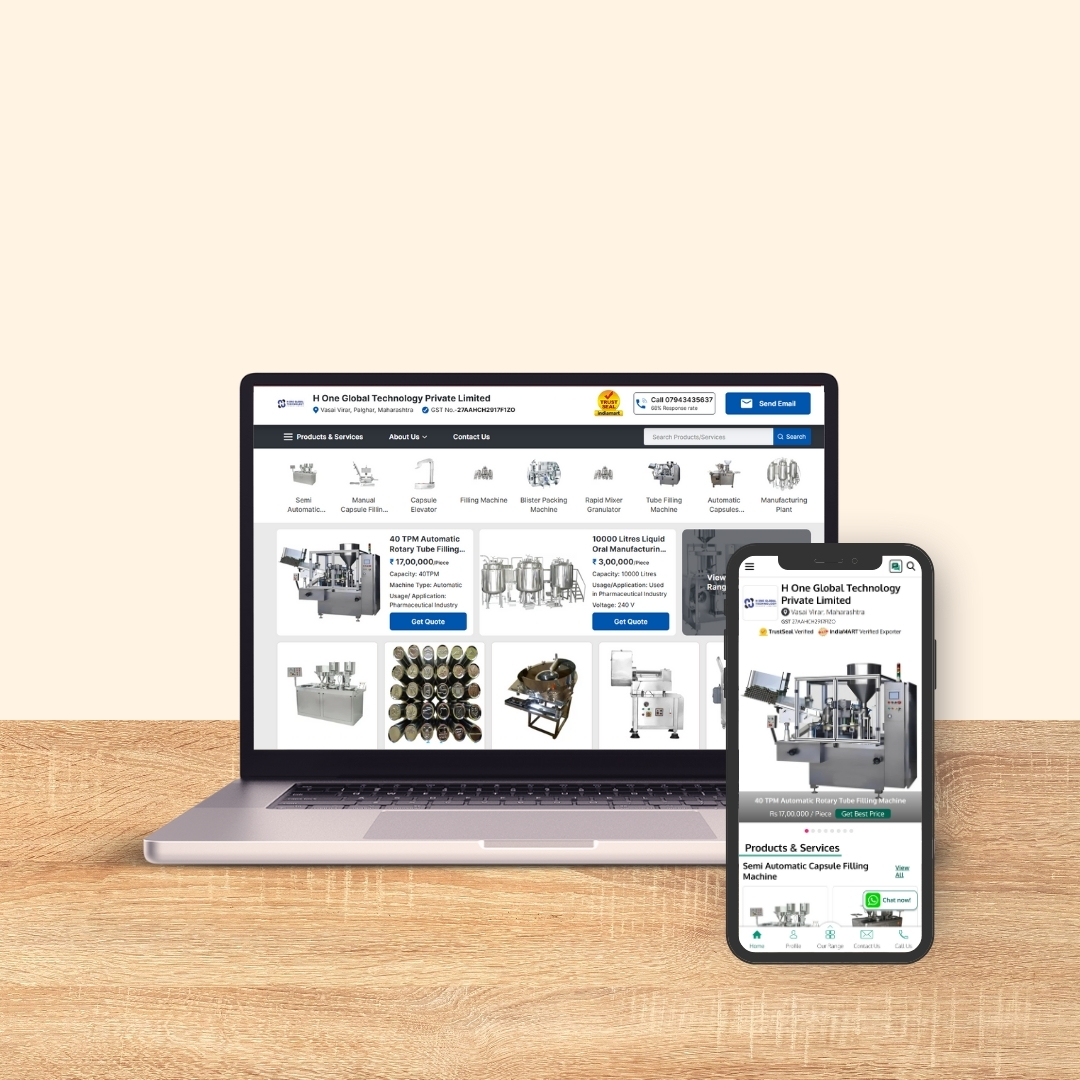 H One Global Technology Private Limited
Vasai Virar, Palghar, Maharashtra GST No.-27AAHCH2917F1ZO
TRUST
SEAL
indiamart
Call 07943435637
60% Response rate
Send Email
Products & Services About Us Contact Us
Search Products/Services
Search
Semi
Automatic...
Manual
Capsule Fillin...
Capsule
Elevator
Filling Machine
Blister Packing
Machine
Rapid Mixer
Granulator
Tube Filling
Machine
Automatic
Capsules...
Manufacturing
Plant
40 TPM Automatic
Rotary Tube Filling...
₹ 17,00,000/Piece
Capacity: 40TPM
Machine Type: Automatic
Usage/ Application:
Pharmaceutical Industry
Get Quote
10000 Litres Liquid
Oral Manufacturin...
₹ 3,00,000/Piece
Capacity: 10000 Litres
Usage/Application: Used
in Pharmaceutical Industry
Voltage: 240 V
Get Quote
View
Rang
H One Global Technology
Private Limited
Vasai Virar, Maharashtra
GST 27AAHCH2917F1ZO
TrustSeal Verified IndiaMART Verified Exporter
40 TPM Automatic Rotary Tube Filling Machine
Rs 17,00,000 / Piece Get Best Price
Products & Services
Semi Automatic Capsule Filling
Machine
View
All
Chat now!
Home Profile Our Range Contact Us Call Us